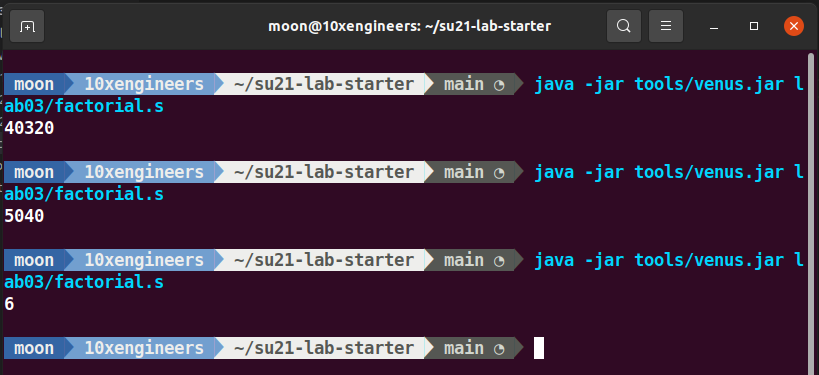 moon@10xengineers: ~/su21-lab-starter
moon 10xengineers ~/su21-lab-starter main java -jar tools/venus.jar l
ab03/factorial.s
40320
moon 10xengineers ~/su21-lab-starter main java -jar tools/venus.jar l
ab03/factorial.s
5040
moon 10xengineers ~/su21-lab-starter main java -jar tools/venus.jar l
ab03/factorial.s
6
moon 10xengineers ~/su21-lab-starter main